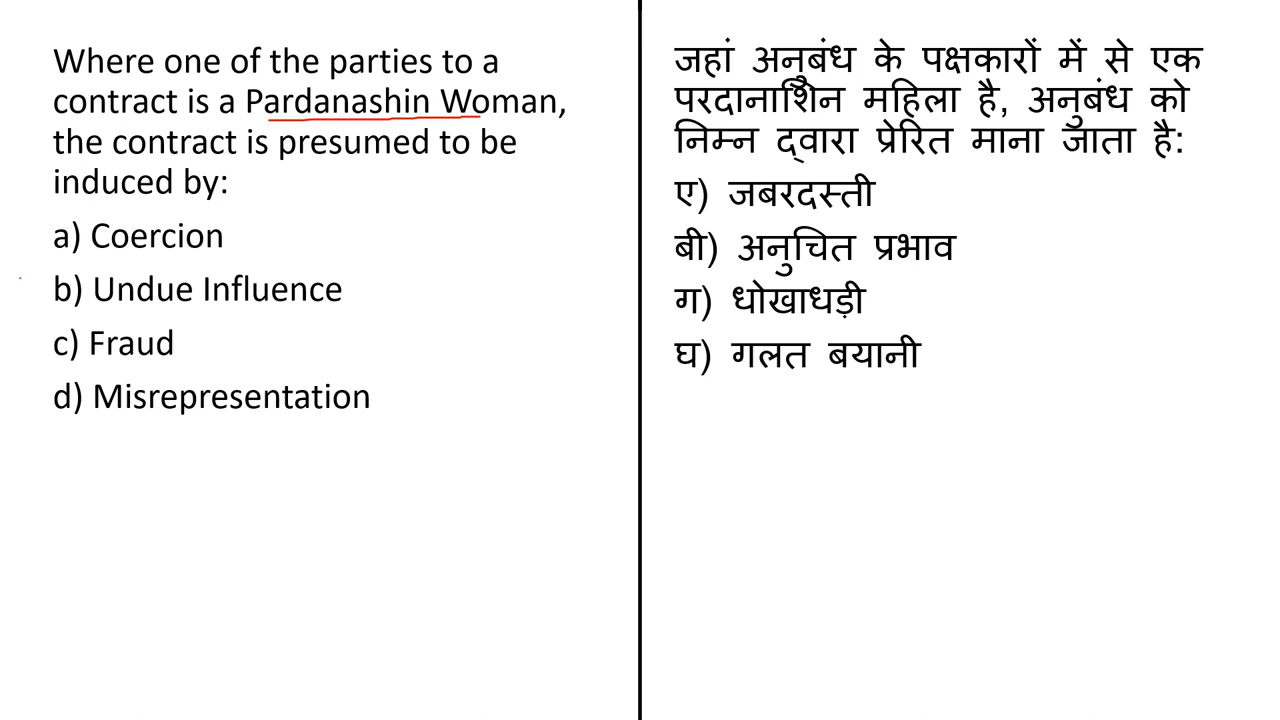 Where one of the parties to a
contract is a Pardanashin Woman,
the contract is presumed to be
induced by:
a) Coercion
b) Undue Influence
c) Fraud
d) Misrepresentation
जहां अनुबंध के पक्षकारों में से एक
परदानाशिन महिला है, अनुबंध को
निम्न द्वारा प्रेरित माना जाता है:
ए) जबरदस्ती
बी) अनुचित प्रभाव
ग) धोखाधड़ी
घ) गलत बयानी